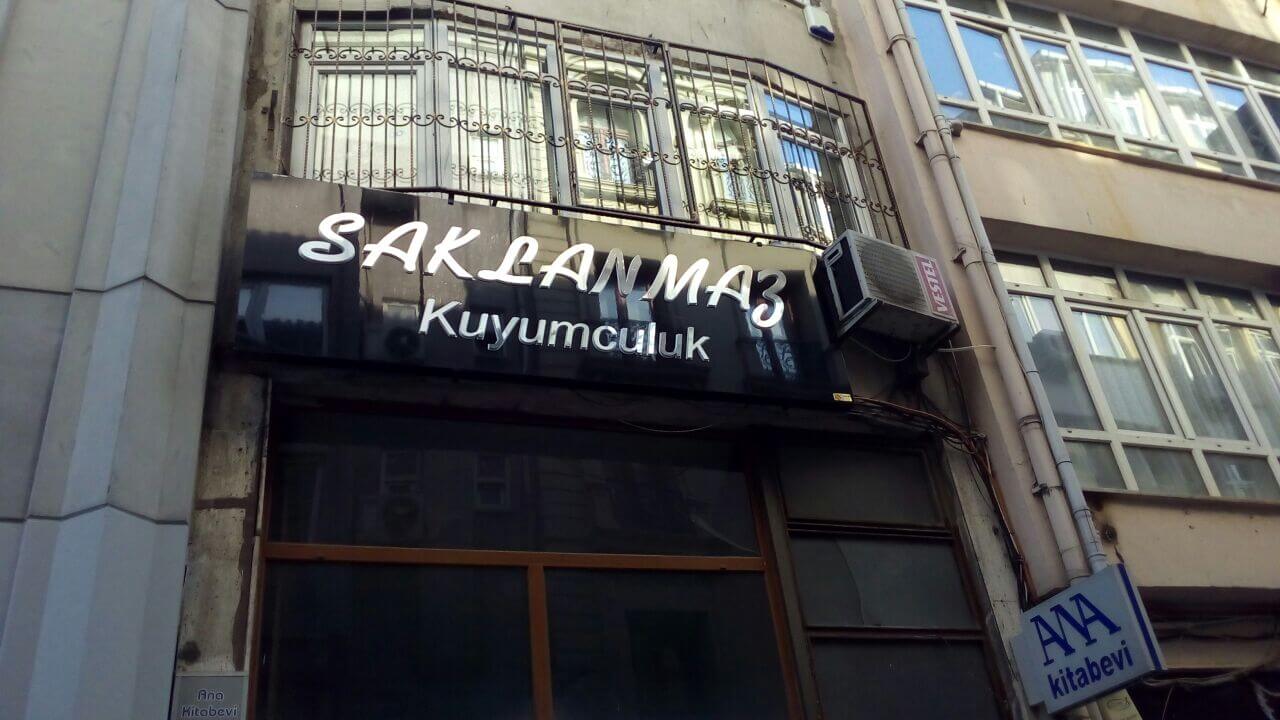 SAKLANMAZ
Kuyumculuk
VESTEL
ANA
kitabevi
Ana
Kitabevi